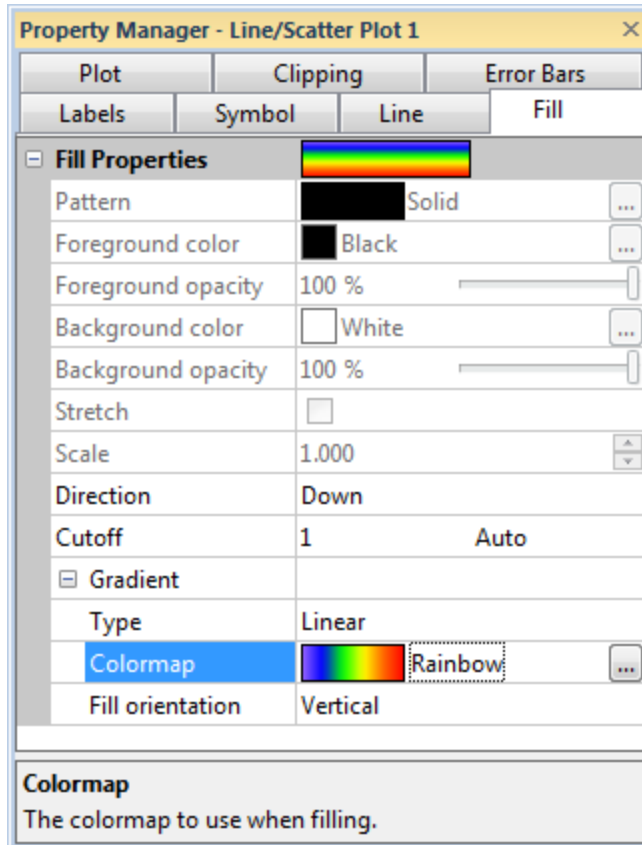 Property Manager - Line/Scatter Plot 1
Plot Clipping Error Bars
Labels Symbol Line Fill
Fill Properties
Pattern Solid ...
Foreground color Black ...
Foreground opacity 100 %
Background color White ...
Background opacity 100 %
Stretch
Scale 1.000
Direction Down
Cutoff 1 Auto
Gradient
Type Linear
Colormap Rainbow ...
Fill orientation Vertical
Colormap
The colormap to use when filling.